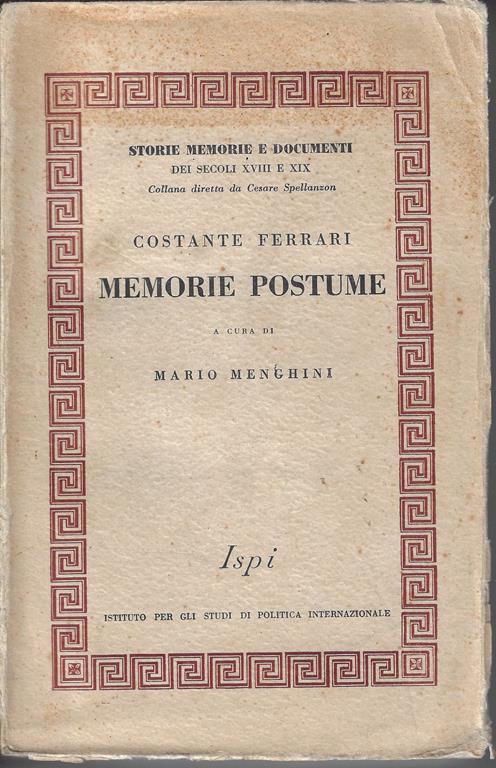 STORIE MEMORIE E DOCUMENTI
DEI SECOLI XVIII E XIX
Collana diretta da Cesare Spellanzon
COSTANTE FERRARI
MEMORIE POSTUME
A CURA DI
MARIO MENGHINI
Ispi
ISTITUTO PER GLI STUDI DI POLITICA INTERNAZIONALE